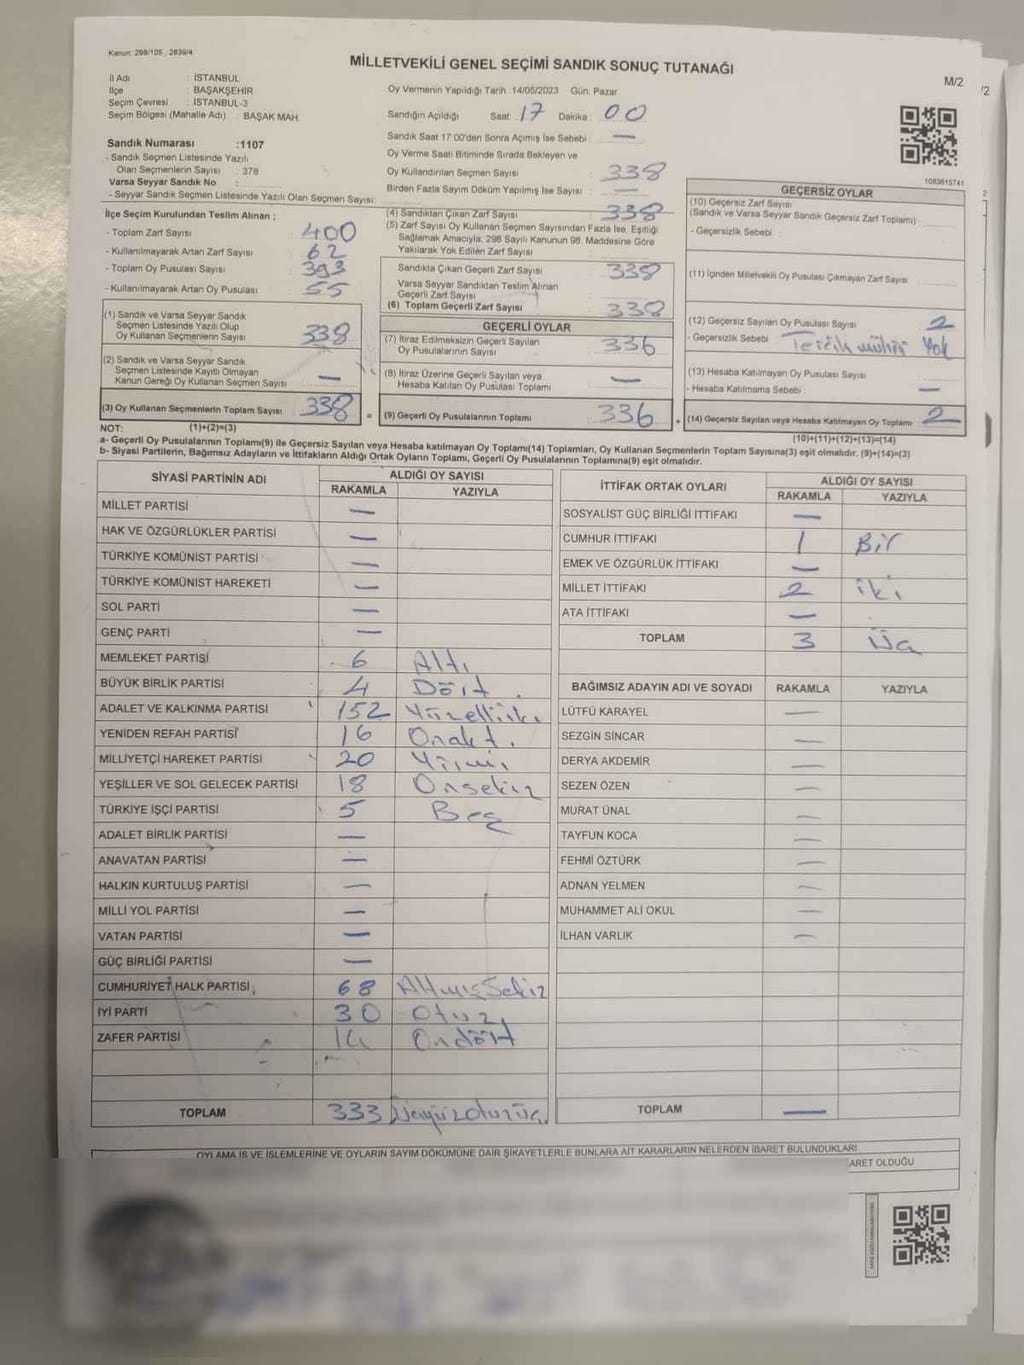 Kanun: 298/105 , 2839/4
MİLLETVEKİLİ GENEL SEÇİMİ SANDIK SONUÇ TUTANAĞI
M/2
/2
İl Adı : İSTANBUL
İlçe : BAŞAKŞEHİR
Seçim Çevresi : İSTANBUL-3
Seçim Bölgesi (Mahalle Adı) : BAŞAK MAH.
Oy Vermenin Yapıldığı Tarih :14/05/2023 Gün: Pazar
Sandığın Açıldığı Saat: 17 Dakika: 00
Sandık Saat 17:00'den Sonra Açımış İse Sebebi : —
Oy Verme Saati Bitiminde Sırada Bekleyen ve
Oy Kullandırılan Seçmen Sayısı : 338
Birden Fazla Sayım Döküm Yapılmış İse Sayısı : —
Sandık Numarası :1107
- Sandık Seçmen Listesinde Yazılı
Olan Seçmenlerin Sayısı : 378
Varsa Seyyar Sandık No :
- Seyyar Sandık Seçmen Listesinde Yazılı Olan Seçmen Sayısı:
1083615741
İlçe Seçim Kurulundan Teslim Alınan ;
- Toplam Zarf Sayısı : 400
- Kullanılmayarak Artan Zarf Sayısı : 62
- Toplam Oy Pusulası Sayısı : 393
- Kullanılmayarak Artan Oy Pusulası : 55
(1) Sandık ve Varsa Seyyar Sandık
Seçmen Listesinde Yazılı Olup
Oy Kullanan Seçmenlerin Sayısı : 338
(2) Sandık ve Varsa Seyyar Sandık
Seçmen Listesinde Kayıtlı Olmayan
Kanun Gereği Oy Kullanan Seçmen Sayısı : —
(3) Oy Kullanan Seçmenlerin Toplam Sayısı : 338
(4) Sandıktan Çıkan Zarf Sayısı : 338
(5) Zarf Sayısı Oy Kullanan Seçmen Sayısından Fazla İse, Eşitliği
Sağlamak Amacıyla, 298 Sayılı Kanunun 98. Maddesine Göre
Yakılarak Yok Edilen Zarf Sayısı :
Sandıkta Çıkan Geçerli Zarf Sayısı : 338
Varsa Seyyar Sandıktan Teslim Alınan
Geçerli Zarf Sayısı :
(6) Toplam Geçerli Zarf Sayısı : 338
GEÇERLİ OYLAR
(7) İtiraz Edilmeksizin Geçerli Sayılan
Oy Pusulalarının Sayısı : 336
(8) İtiraz Üzerine Geçerli Sayılan veya
Hesaba Katılan Oy Pusulası Toplamı : —
= (9) Geçerli Oy Pusulalarının Toplamı : 336
GEÇERSİZ OYLAR
(10) Geçersiz Zarf Sayısı
(Sandık ve Varsa Seyyar Sandık Geçersiz Zarf Toplamı) :
- Geçersizlik Sebebi :
(11) İçinden Milletvekili Oy Pusulası Çıkmayan Zarf Sayısı
(12) Geçersiz Sayılan Oy Pusulası Sayısı : 2
- Geçersizlik Sebebi : Tercih mührü Yok
(13) Hesaba Katılmayan Oy Pusulası Sayısı :
- Hesaba Katılmama Sebebi : —
+ (14) Geçersiz Sayılan veya Hesaba Katılmayan Oy Toplamı : 2
NOT: (1)+(2)=(3)
(10)+(11)+(12)+(13)=(14)
a- Geçerli Oy Pusulalarının Toplamı(9) ile Geçersiz Sayılan veya Hesaba katılmayan Oy Toplamı(14) Toplamları, Oy Kullanan Seçmenlerin Toplam Sayısına(3) eşit olmalıdır. (9)+(14)=(3)
b- Siyasi Partilerin, Bağımsız Adayların ve İttifakların Aldığı Ortak Oyların Toplamı, Geçerli Oy Pusulalarının Toplamına(9) eşit olmalıdır.
SİYASİ PARTİNİN ADI ALDIĞI OY SAYISI
RAKAMLA YAZIYLA
MİLLET PARTİSİ —
HAK VE ÖZGÜRLÜKLER PARTİSİ —
TÜRKİYE KOMÜNİST PARTİSİ —
TÜRKİYE KOMÜNİST HAREKETİ —
SOL PARTİ —
GENÇ PARTİ —
MEMLEKET PARTİSİ 6 Altı
BÜYÜK BİRLİK PARTİSİ 4 Dört
ADALET VE KALKINMA PARTİSİ 152 Yüzelliiki
YENİDEN REFAH PARTİSİ 16 Onaltı
MİLLİYETÇİ HAREKET PARTİSİ 20 Yirmi
YEŞİLLER VE SOL GELECEK PARTİSİ 18 Onsekiz
TÜRKİYE İŞÇİ PARTİSİ 5 Beş
ADALET BİRLİK PARTİSİ —
ANAVATAN PARTİSİ —
HALKIN KURTULUŞ PARTİSİ —
MİLLİ YOL PARTİSİ —
VATAN PARTİSİ —
GÜÇ BİRLİĞİ PARTİSİ —
CUMHURİYET HALK PARTİSİ 68 AltmışSekiz
İYİ PARTİ 30 Otuz
ZAFER PARTİSİ 14 Ondört
TOPLAM 333 Üçyüzotuzüç
İTTİFAK ORTAK OYLARI ALDIĞI OY SAYISI
RAKAMLA YAZIYLA
SOSYALİST GÜÇ BİRLİĞİ İTTİFAKI —
CUMHUR İTTİFAKI 1 Bir
EMEK VE ÖZGÜRLÜK İTTİFAKI —
MİLLET İTTİFAKI 2 iki
ATA İTTİFAKI —
TOPLAM 3 Üç
BAĞIMSIZ ADAYIN ADI VE SOYADI RAKAMLA YAZIYLA
LÜTFÜ KARAYEL —
SEZGİN SİNCAR —
DERYA AKDEMİR —
SEZEN ÖZEN —
MURAT ÜNAL —
TAYFUN KOCA —
FEHMİ ÖZTÜRK —
ADNAN YELMEN —
MUHAMMET ALİ OKUL —
İLHAN VARLIK —
TOPLAM —
OYLAMA İŞ VE İŞLEMLERİNE VE OYLARIN SAYIM DÖKÜMÜNE DAİR ŞİKAYETLERLE BUNLARA AİT KARARLARIN NELERDEN İBARET BULUNDUKLARI
ARET OLDUĞU